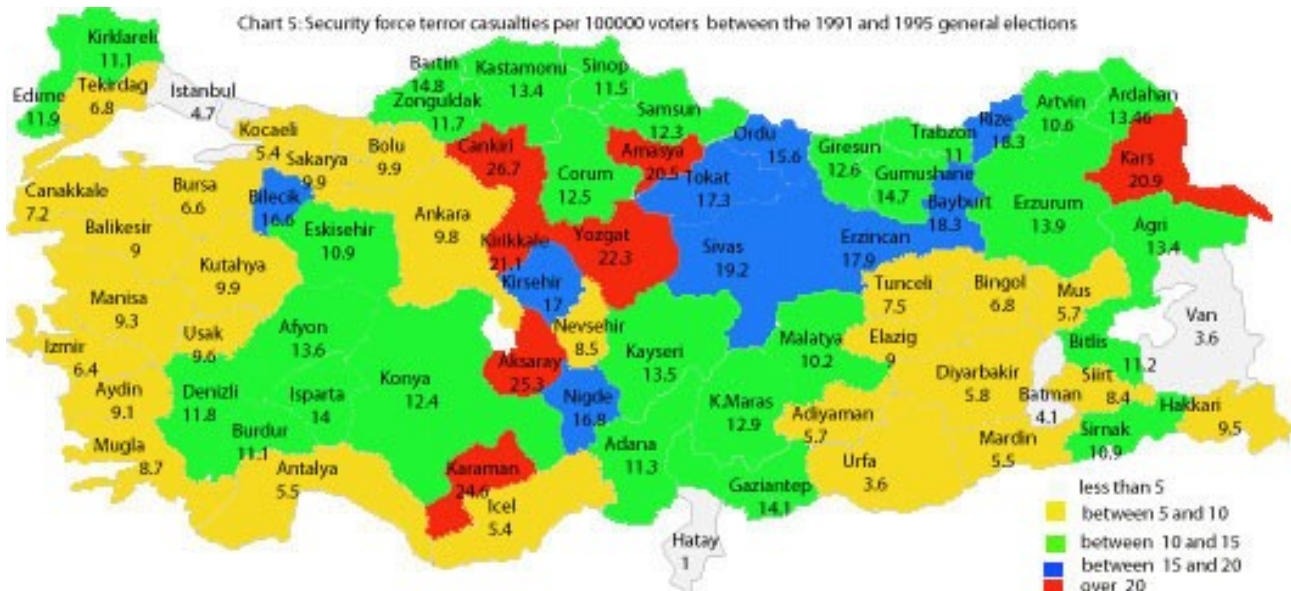 Chart 5: Security force terror casualties per 100000 voters between the 1991 and 1995 general elections
Kirklareli
11.1
Edirne
11.9
Tekirdag
6.8
Istanbul
4.7
Kocaeli
5.4
Sakarya
9.9
Bolu
9.9
Bartin
14.8
Zonguldak
11.7
Kastamonu
13.4
Sinop
11.5
Samsun
12.3
Cankiri
26.7
Corum
12.5
Amasya
20.5
Ordu
15.6
Tokat
17.3
Giresun
12.6
Trabzon
11
Gumushane
14.7
Rize
18.3
Bayburt
18.3
Artvin
10.6
Ardahan
13.46
Kars
20.9
Erzurum
13.9
Agri
13.4
Canakkale
7.2
Bursa
6.6
Bilecik
16.6
Balikesir
9
Eskisehir
10.9
Ankara
9.8
Kirikkale
21.1
Kirsehir
17
Yozgat
22.3
Sivas
19.2
Erzincan
17.9
Tunceli
7.5
Bingol
6.8
Mus
5.7
Van
3.6
Kutahya
9.9
Manisa
9.3
Usak
9.6
Afyon
13.6
Izmir
6.4
Aydin
9.1
Denizli
11.8
Isparta
14
Burdur
11.1
Konya
12.4
Aksaray
25.3
Nevsehir
8.5
Nigde
16.8
Kayseri
13.5
Malatya
10.2
Elazig
9
Diyarbakir
5.8
Batman
4.1
Bitlis
11.2
Siirt
8.4
Hakkari
9.5
Sirnak
10.9
Mardin
5.5
Adiyaman
5.7
Urfa
3.6
K.Maras
12.9
Gaziantep
14.1
Adana
11.3
Hatay
1
Mugla
8.7
Antalya
5.5
Karaman
24.6
Icel
5.4
less than 5
between 5 and 10
between 10 and 15
between 15 and 20
over 20